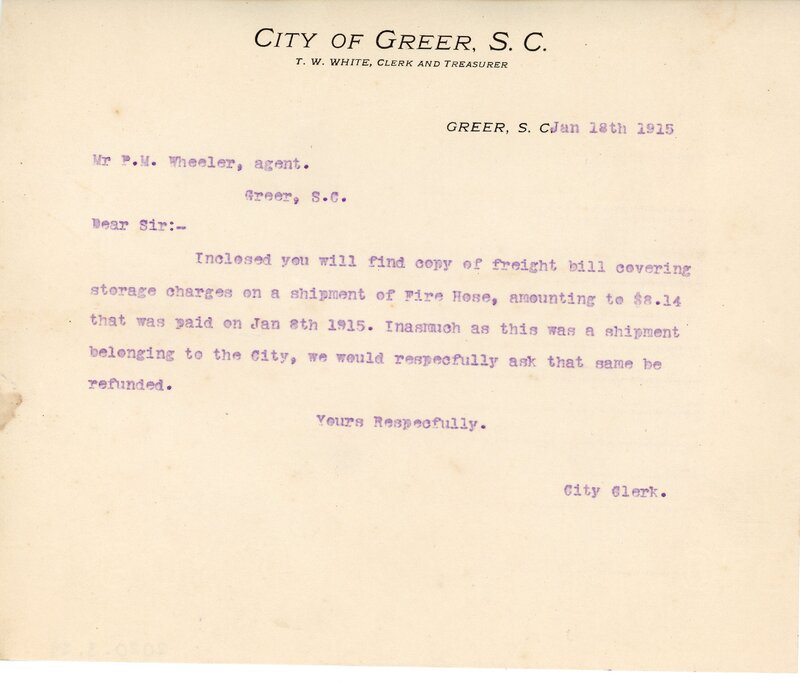 CITY OF GREER, S. C.
T. W. WHITE, CLERK AND TREASURER
GREER, S. C. Jan 18th 1915
Mr P.M. Wheeler, agent.
Greer, S.C.
Dear Sir:-
Inclosed you will find copy of freight bill covering
storage charges on a shipment of Fire Hose, amounting to $8.14
that was paid on Jan 8th 1915. Inasmuch as this was a shipment
belonging to the City, we would respecfully ask that same be
refunded.
Yours Respecfully.
City Clerk.